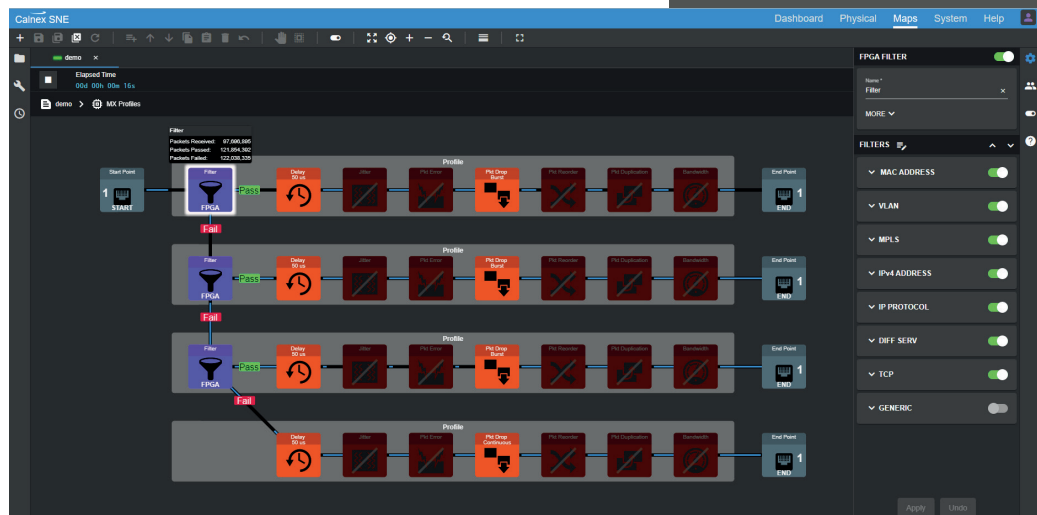 Calnex SNE
Dashboard Physical Maps System Help
demo ×
Elapsed Time
00d 00h 00m 16s
demo > MX Profiles
Filter
Packets Received: 97,690,895
Packets Passed: 121,854,392
Packets Failed: 122,038,335
Profile
Start Point
1
START
Filter
FPGA
Pass
Delay
50 us
Jitter
Pkt Error
Pkt Drop
Burst
Pkt Reorder
Pkt Duplication
Bandwidth
End Point
1
END
Fail
Profile
Filter
FPGA
Pass
Delay
50 us
Jitter
Pkt Error
Pkt Drop
Burst
Pkt Reorder
Pkt Duplication
Bandwidth
End Point
1
END
Fail
Profile
Filter
FPGA
Pass
Delay
50 us
Jitter
Pkt Error
Pkt Drop
Burst
Pkt Reorder
Pkt Duplication
Bandwidth
End Point
1
END
Fail
Profile
Delay
50 us
Jitter
Pkt Error
Pkt Drop
Continuous
Pkt Reorder
Pkt Duplication
Bandwidth
End Point
1
END
FPGA FILTER
Name *
Filter ×
MORE
FILTERS
MAC ADDRESS
VLAN
MPLS
IPv4 ADDRESS
IP PROTOCOL
DIFF SERV
TCP
GENERIC
Apply Undo